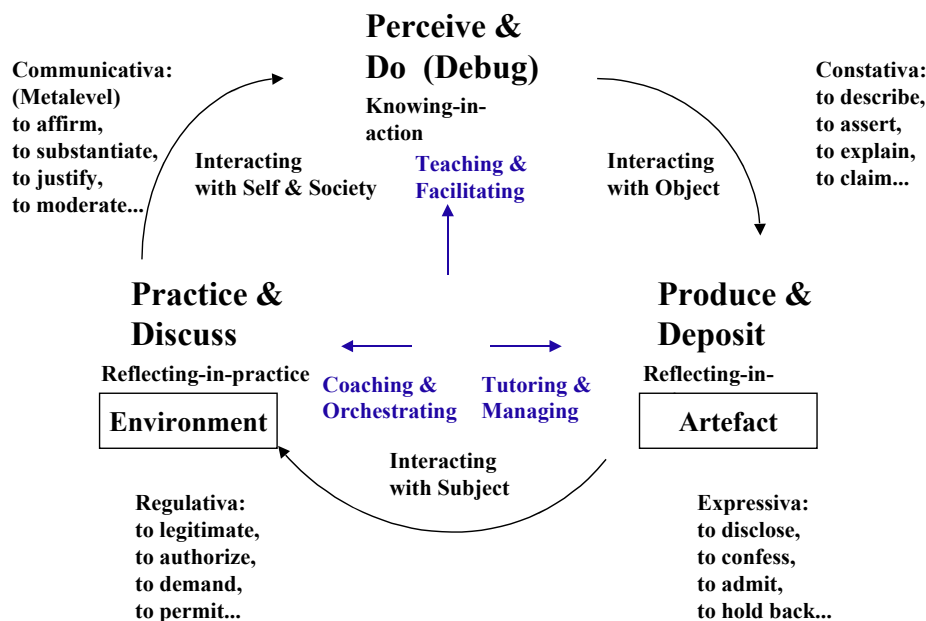 Perceive &
Do (Debug)
Knowing-in-
action
Communicativa:
(Metalevel)
to affirm,
to substantiate,
to justify,
to moderate...
Constativa:
to describe,
to assert,
to explain,
to claim...
Interacting
with Self & Society
Teaching &
Facilitating
Interacting
with Object
Practice &
Discuss
Reflecting-in-practice
Environment
Produce &
Deposit
Reflecting-in-
Artefact
Coaching &
Orchestrating
Tutoring &
Managing
Interacting
with Subject
Regulativa:
to legitimate,
to authorize,
to demand,
to permit...
Expressiva:
to disclose,
to confess,
to admit,
to hold back...